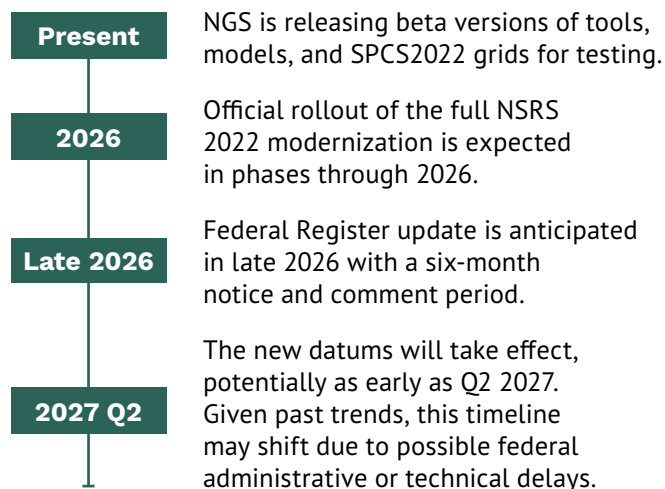 Present
NGS is releasing beta versions of tools,
models, and SPCS2022 grids for testing.
2026
Official rollout of the full NSRS
2022 modernization is expected
in phases through 2026.
Late 2026
Federal Register update is anticipated
in late 2026 with a six-month
notice and comment period.
2027 Q2
The new datums will take effect,
potentially as early as Q2 2027.
Given past trends, this timeline
may shift due to possible federal
administrative or technical delays.